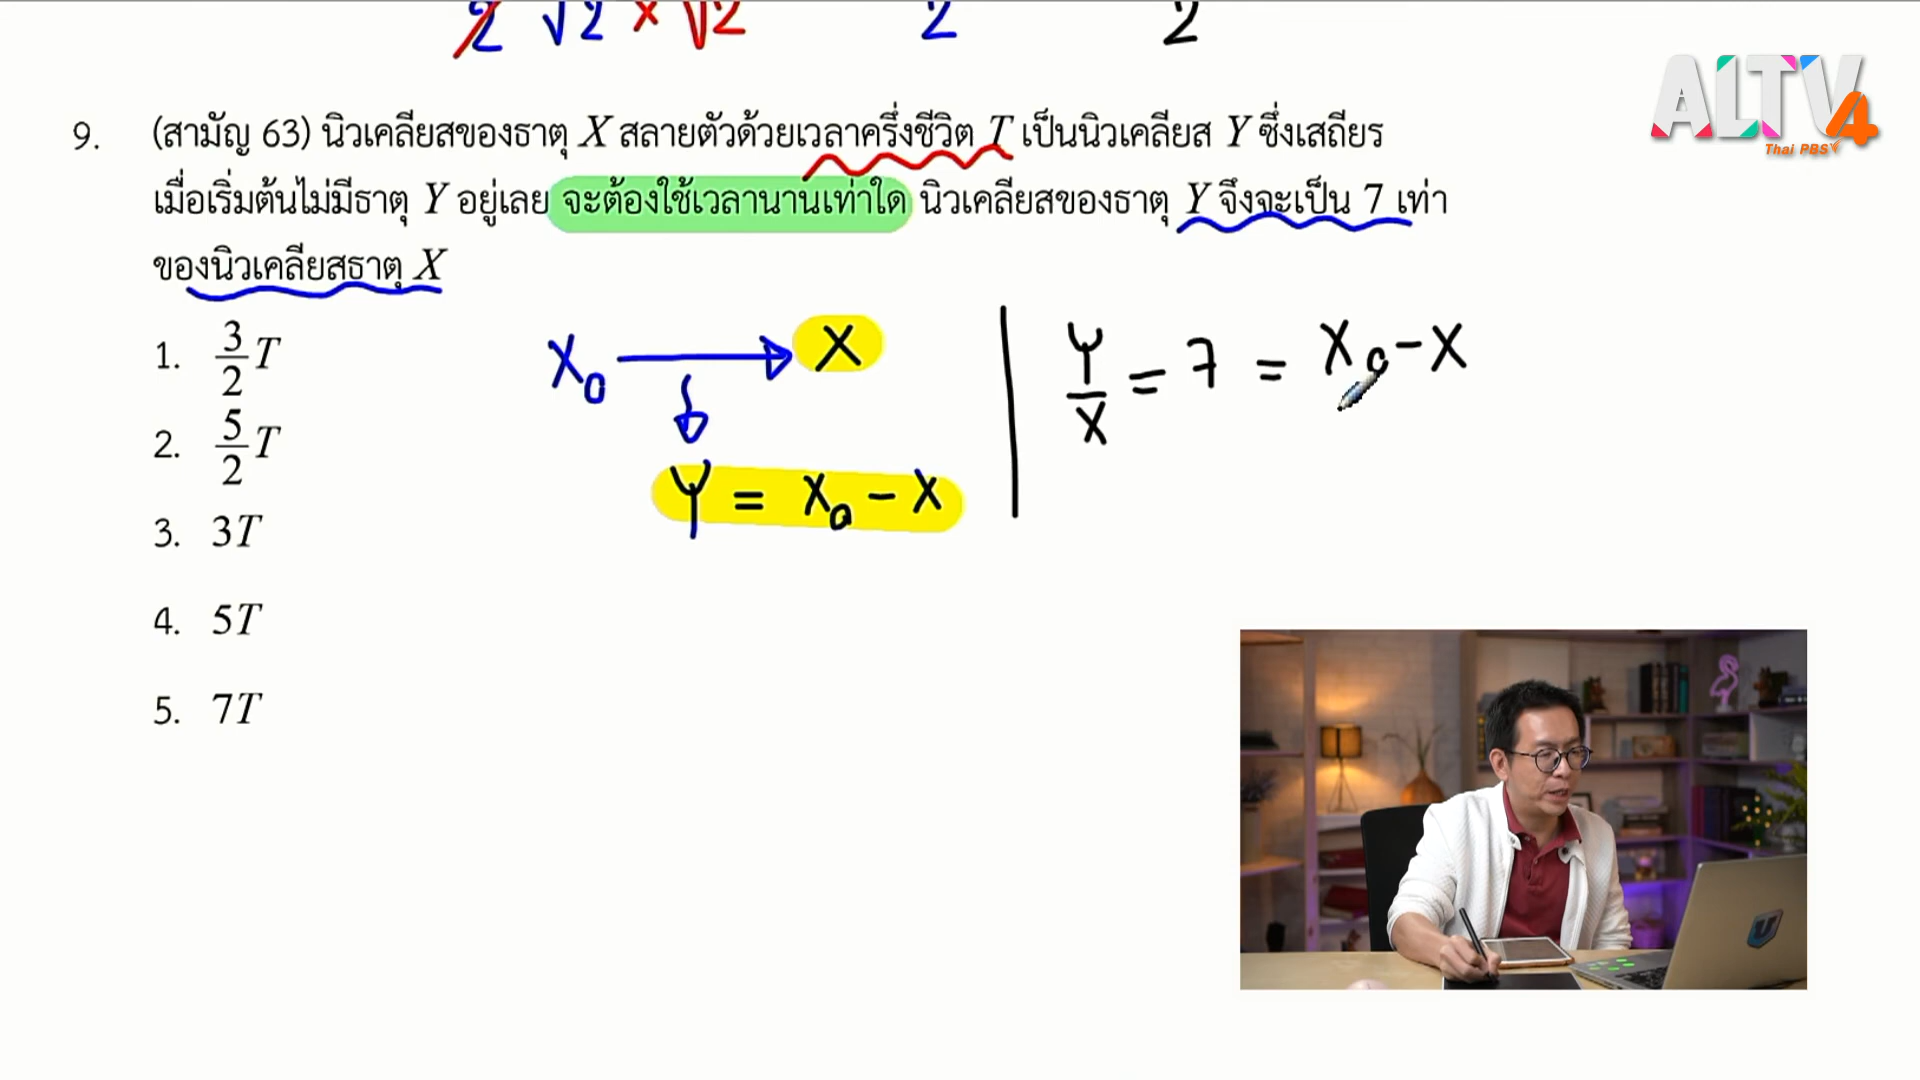 2 √2 × √2 2 2
ALTV4
Thai PBS
9. (สามัญ 63) นิวเคลียสของธาตุ X สลายตัวด้วยเวลาครึ่งชีวิต T เป็นนิวเคลียส Y ซึ่งเสถียร
เมื่อเริ่มต้นไม่มีธาตุ Y อยู่เลย จะต้องใช้เวลานานเท่าใด นิวเคลียสของธาตุ Y จึงจะเป็น 7 เท่า
ของนิวเคลียสธาตุ X
1. 3/2 T
2. 5/2 T
3. 3T
4. 5T
5. 7T
X₀ → X
Y = X₀ - X
Y/X = 7 = X₀ - X